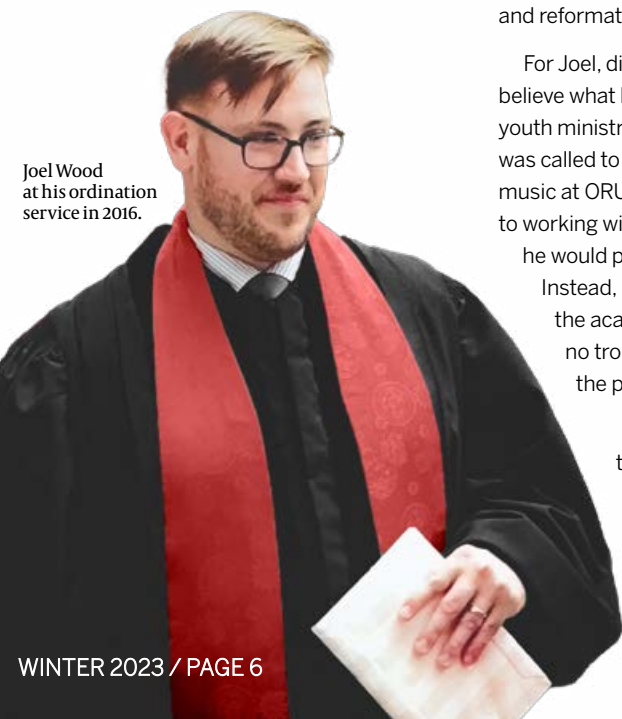 and reformat
For Joel, di
believe what
youth ministr
was called to
music at ORU
to working wi
he would p
Instead,
the aca
no tro
the p
t
Joel Wood
at his ordination
service in 2016.
WINTER 2023 / PAGE 6